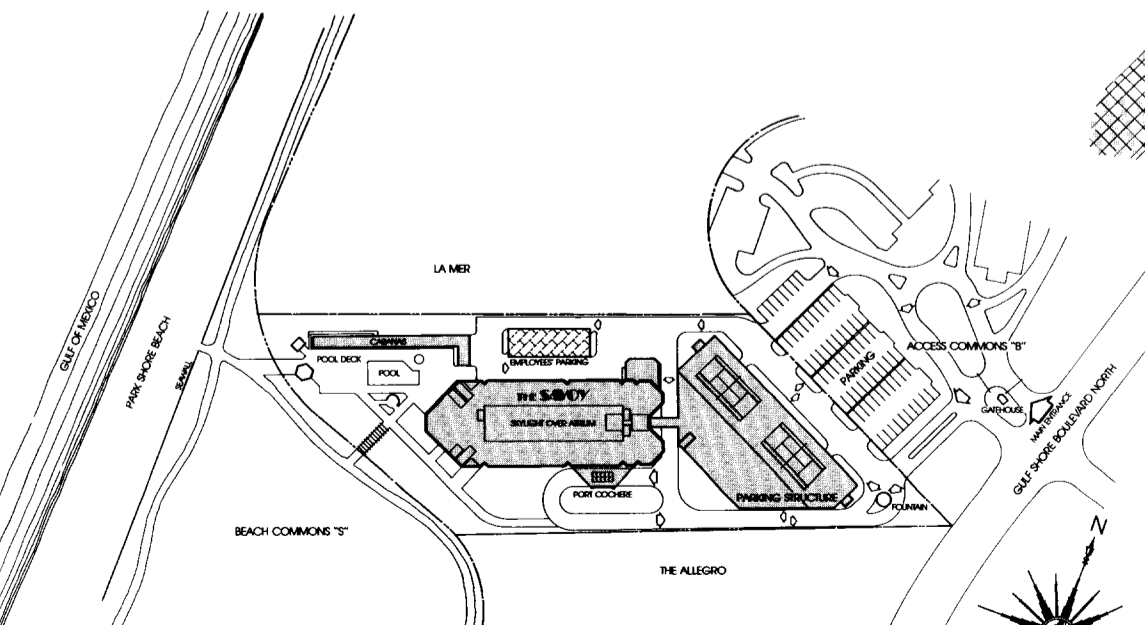 LA MER
GULF OF MEXICO
PARK SHORE BEACH
SEAWALL
CABANAS
POOL DECK
POOL
EMPLOYEES' PARKING
THE SAVOY
SKYLIGHT OVER ATRIUM
PORT COCHERE
PARKING STRUCTURE
PARKING
ACCESS COMMONS "B"
GATEHOUSE
MAIN ENTRANCE
GULF SHORE BOULEVARD NORTH
FOUNTAIN
BEACH COMMONS "S"
THE ALLEGRO
N